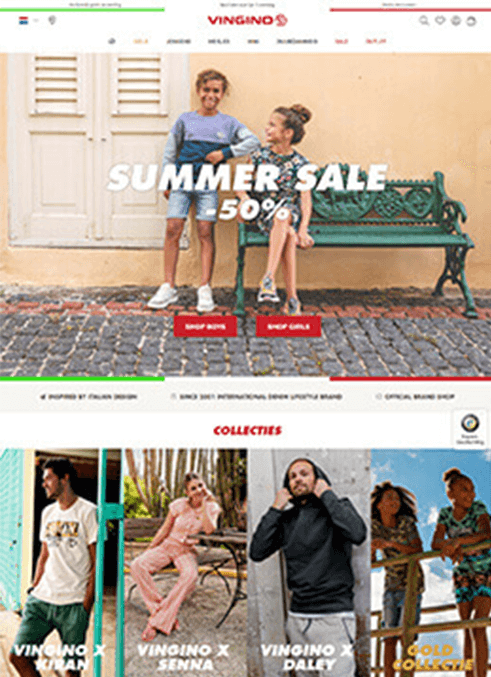 VINGINO
SALE
OUTLET
SUMMER SALE
-50%
SHOP BOYS
SHOP GIRLS
INSPIRED BY ITALIAN DESIGN
SINCE 2001 INTERNATIONAL DENIM LIFESTYLE BRAND
OFFICIAL BRAND SHOP
COLLECTIES
VINGINO X
KIRAN
VINGINO X
SENNA
VINGINO X
DALEY
GOLD
COLLECTIE